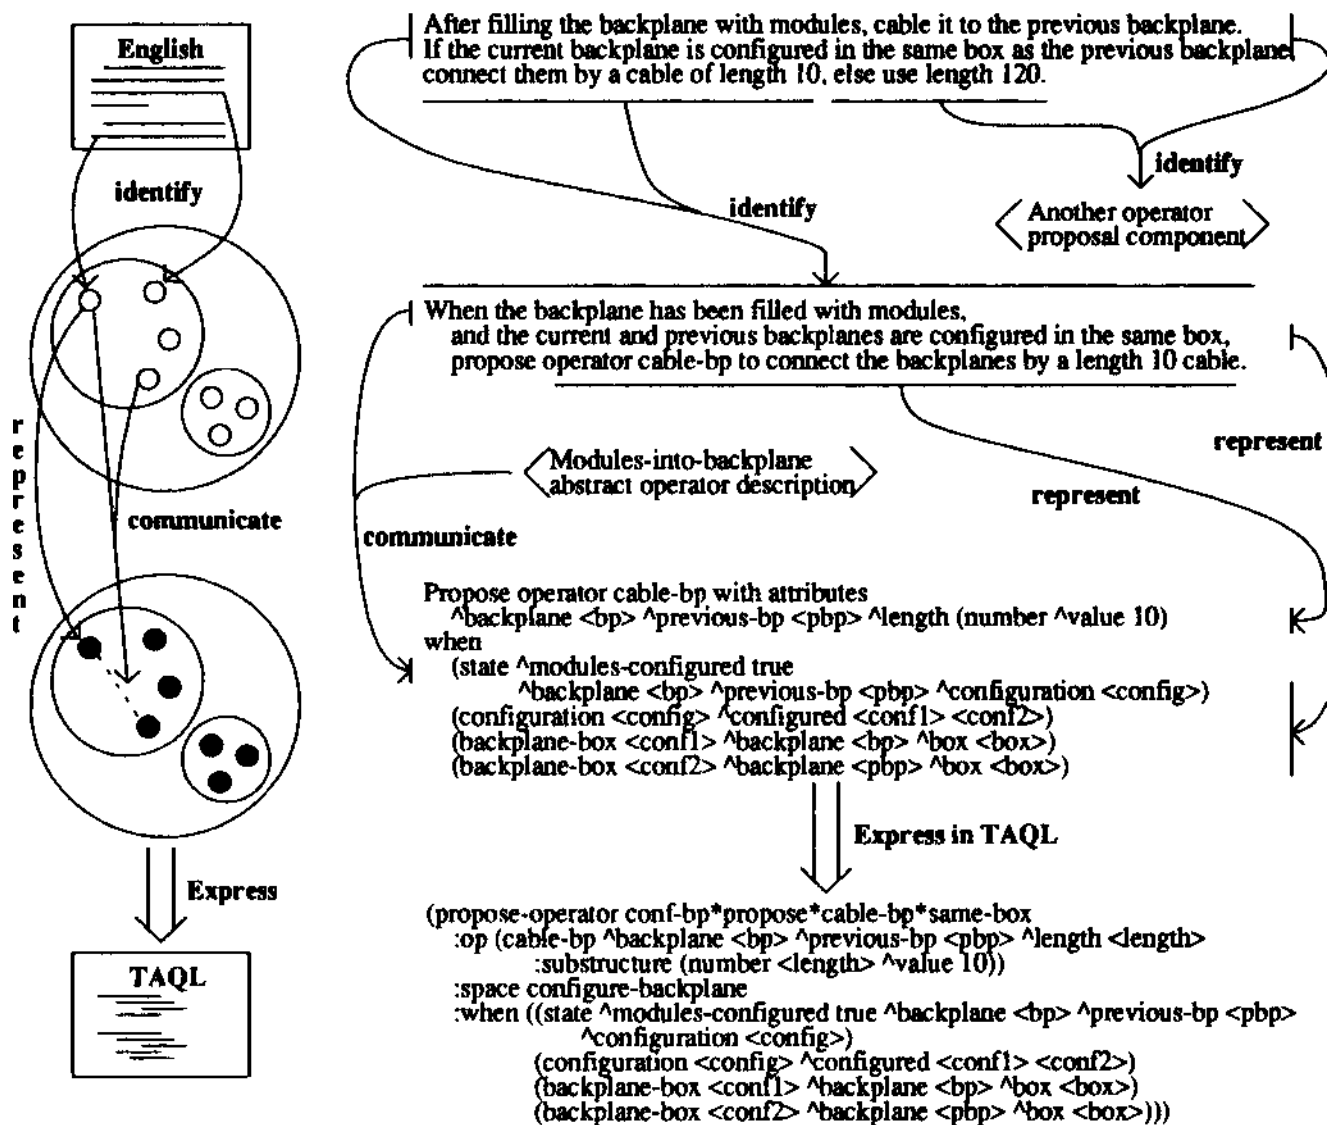 English
identify
represent
communicate
Express
TAQL
After filling the backplane with modules, cable it to the previous backplane.
If the current backplane is configured in the same box as the previous backplane,
connect them by a cable of length 10, else use length 120.
identify
identify
Another operator
proposal component
When the backplane has been filled with modules,
and the current and previous backplanes are configured in the same box,
propose operator cable-bp to connect the backplanes by a length 10 cable.
Modules-into-backplane
abstract operator description
represent
represent
communicate
Propose operator cable-bp with attributes
^backplane <bp> ^previous-bp <pbp> ^length (number ^value 10)
when
(state ^modules-configured true
^backplane <bp> ^previous-bp <pbp> ^configuration <config>)
(configuration <config> ^configured <conf1> <conf2>)
(backplane-box <conf1> ^backplane <bp> ^box <box>)
(backplane-box <conf2> ^backplane <pbp> ^box <box>)
Express in TAQL
(propose-operator conf-bp*propose*cable-bp*same-box
:op (cable-bp ^backplane <bp> ^previous-bp <pbp> ^length <length>
:substructure (number <length> ^value 10))
:space configure-backplane
:when ((state ^modules-configured true ^backplane <bp> ^previous-bp <pbp>
^configuration <config>)
(configuration <config> ^configured <conf1> <conf2>)
(backplane-box <conf1> ^backplane <bp> ^box <box>)
(backplane-box <conf2> ^backplane <pbp> ^box <box>)))